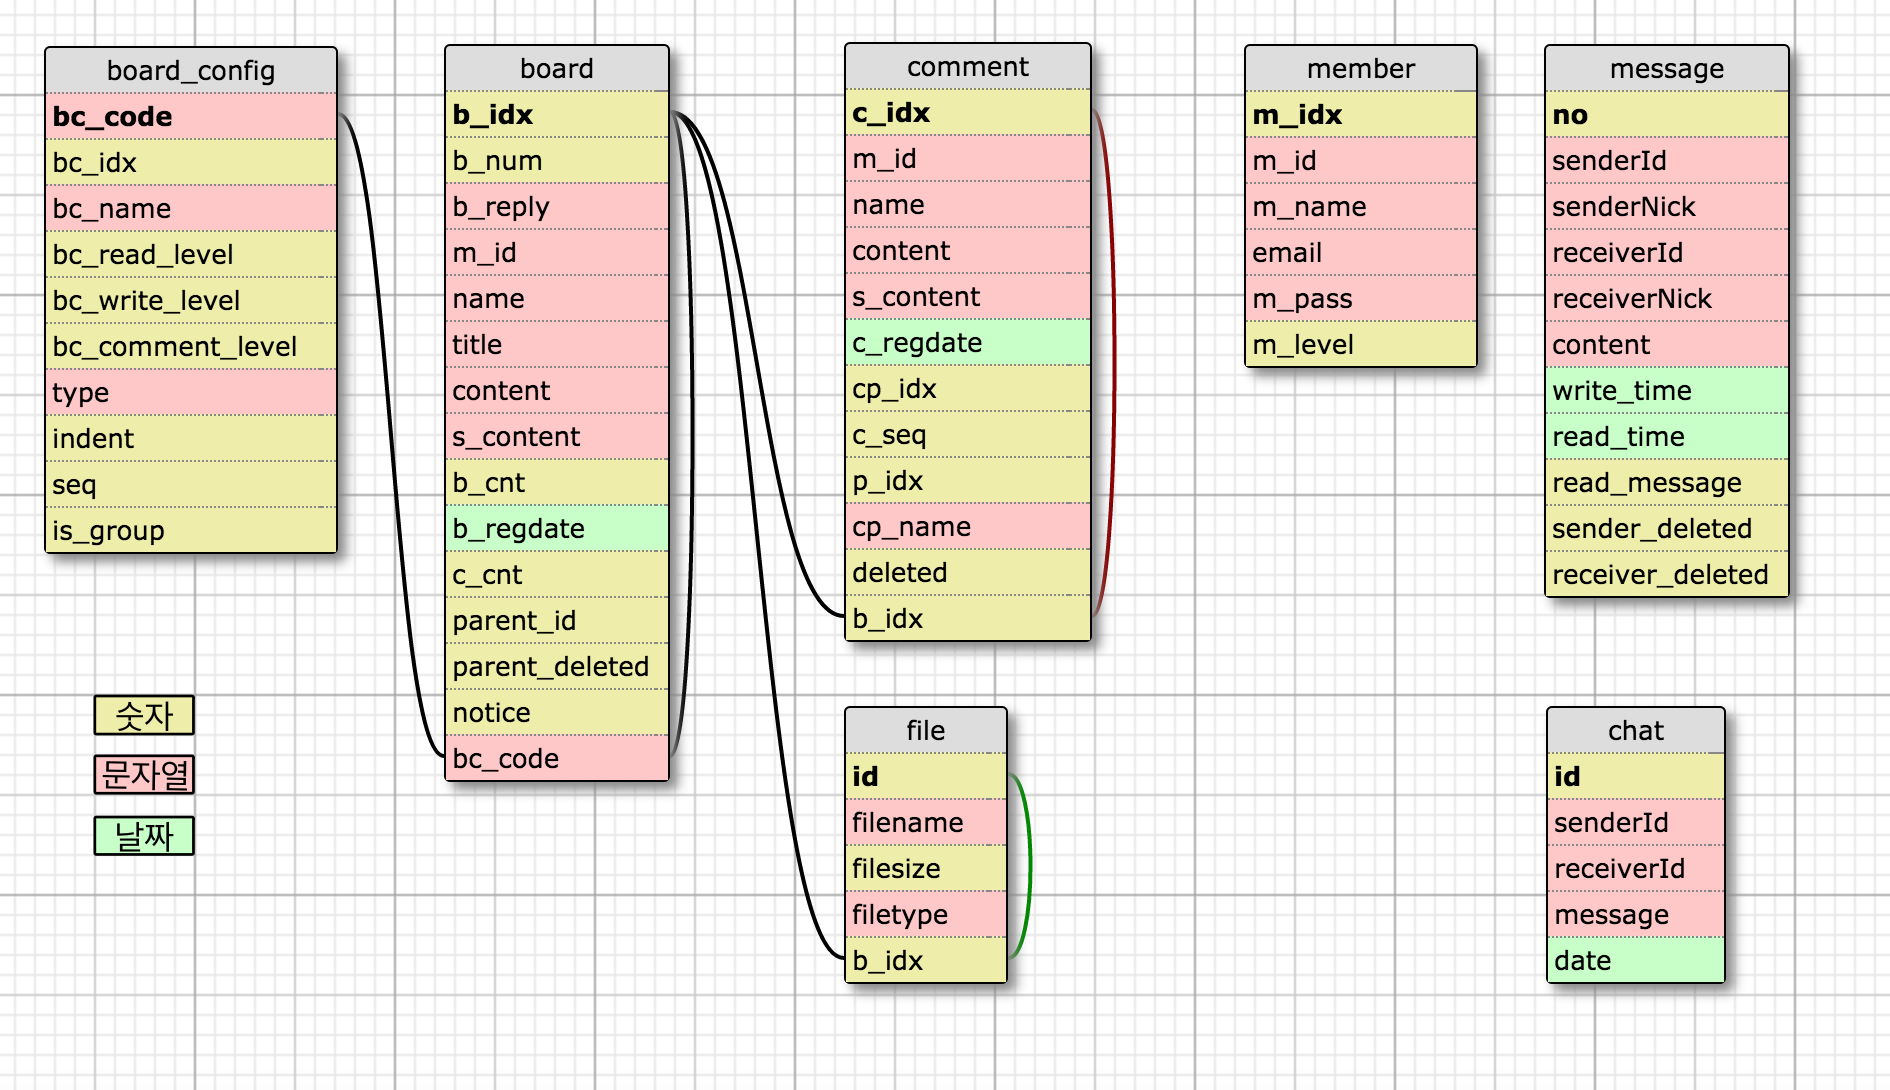 board_config
bc_code
bc_idx
bc_name
bc_read_level
bc_write_level
bc_comment_level
type
indent
seq
is_group
board
b_idx
b_num
b_reply
m_id
name
title
content
s_content
b_cnt
b_regdate
c_cnt
parent_id
parent_deleted
notice
bc_code
comment
c_idx
m_id
name
content
s_content
c_regdate
cp_idx
c_seq
p_idx
cp_name
deleted
b_idx
member
m_idx
m_id
m_name
email
m_pass
m_level
message
no
senderId
senderNick
receiverId
receiverNick
content
write_time
read_time
read_message
sender_deleted
receiver_deleted
숫자
문자열
날짜
file
id
filename
filesize
filetype
b_idx
chat
id
senderId
receiverId
message
date